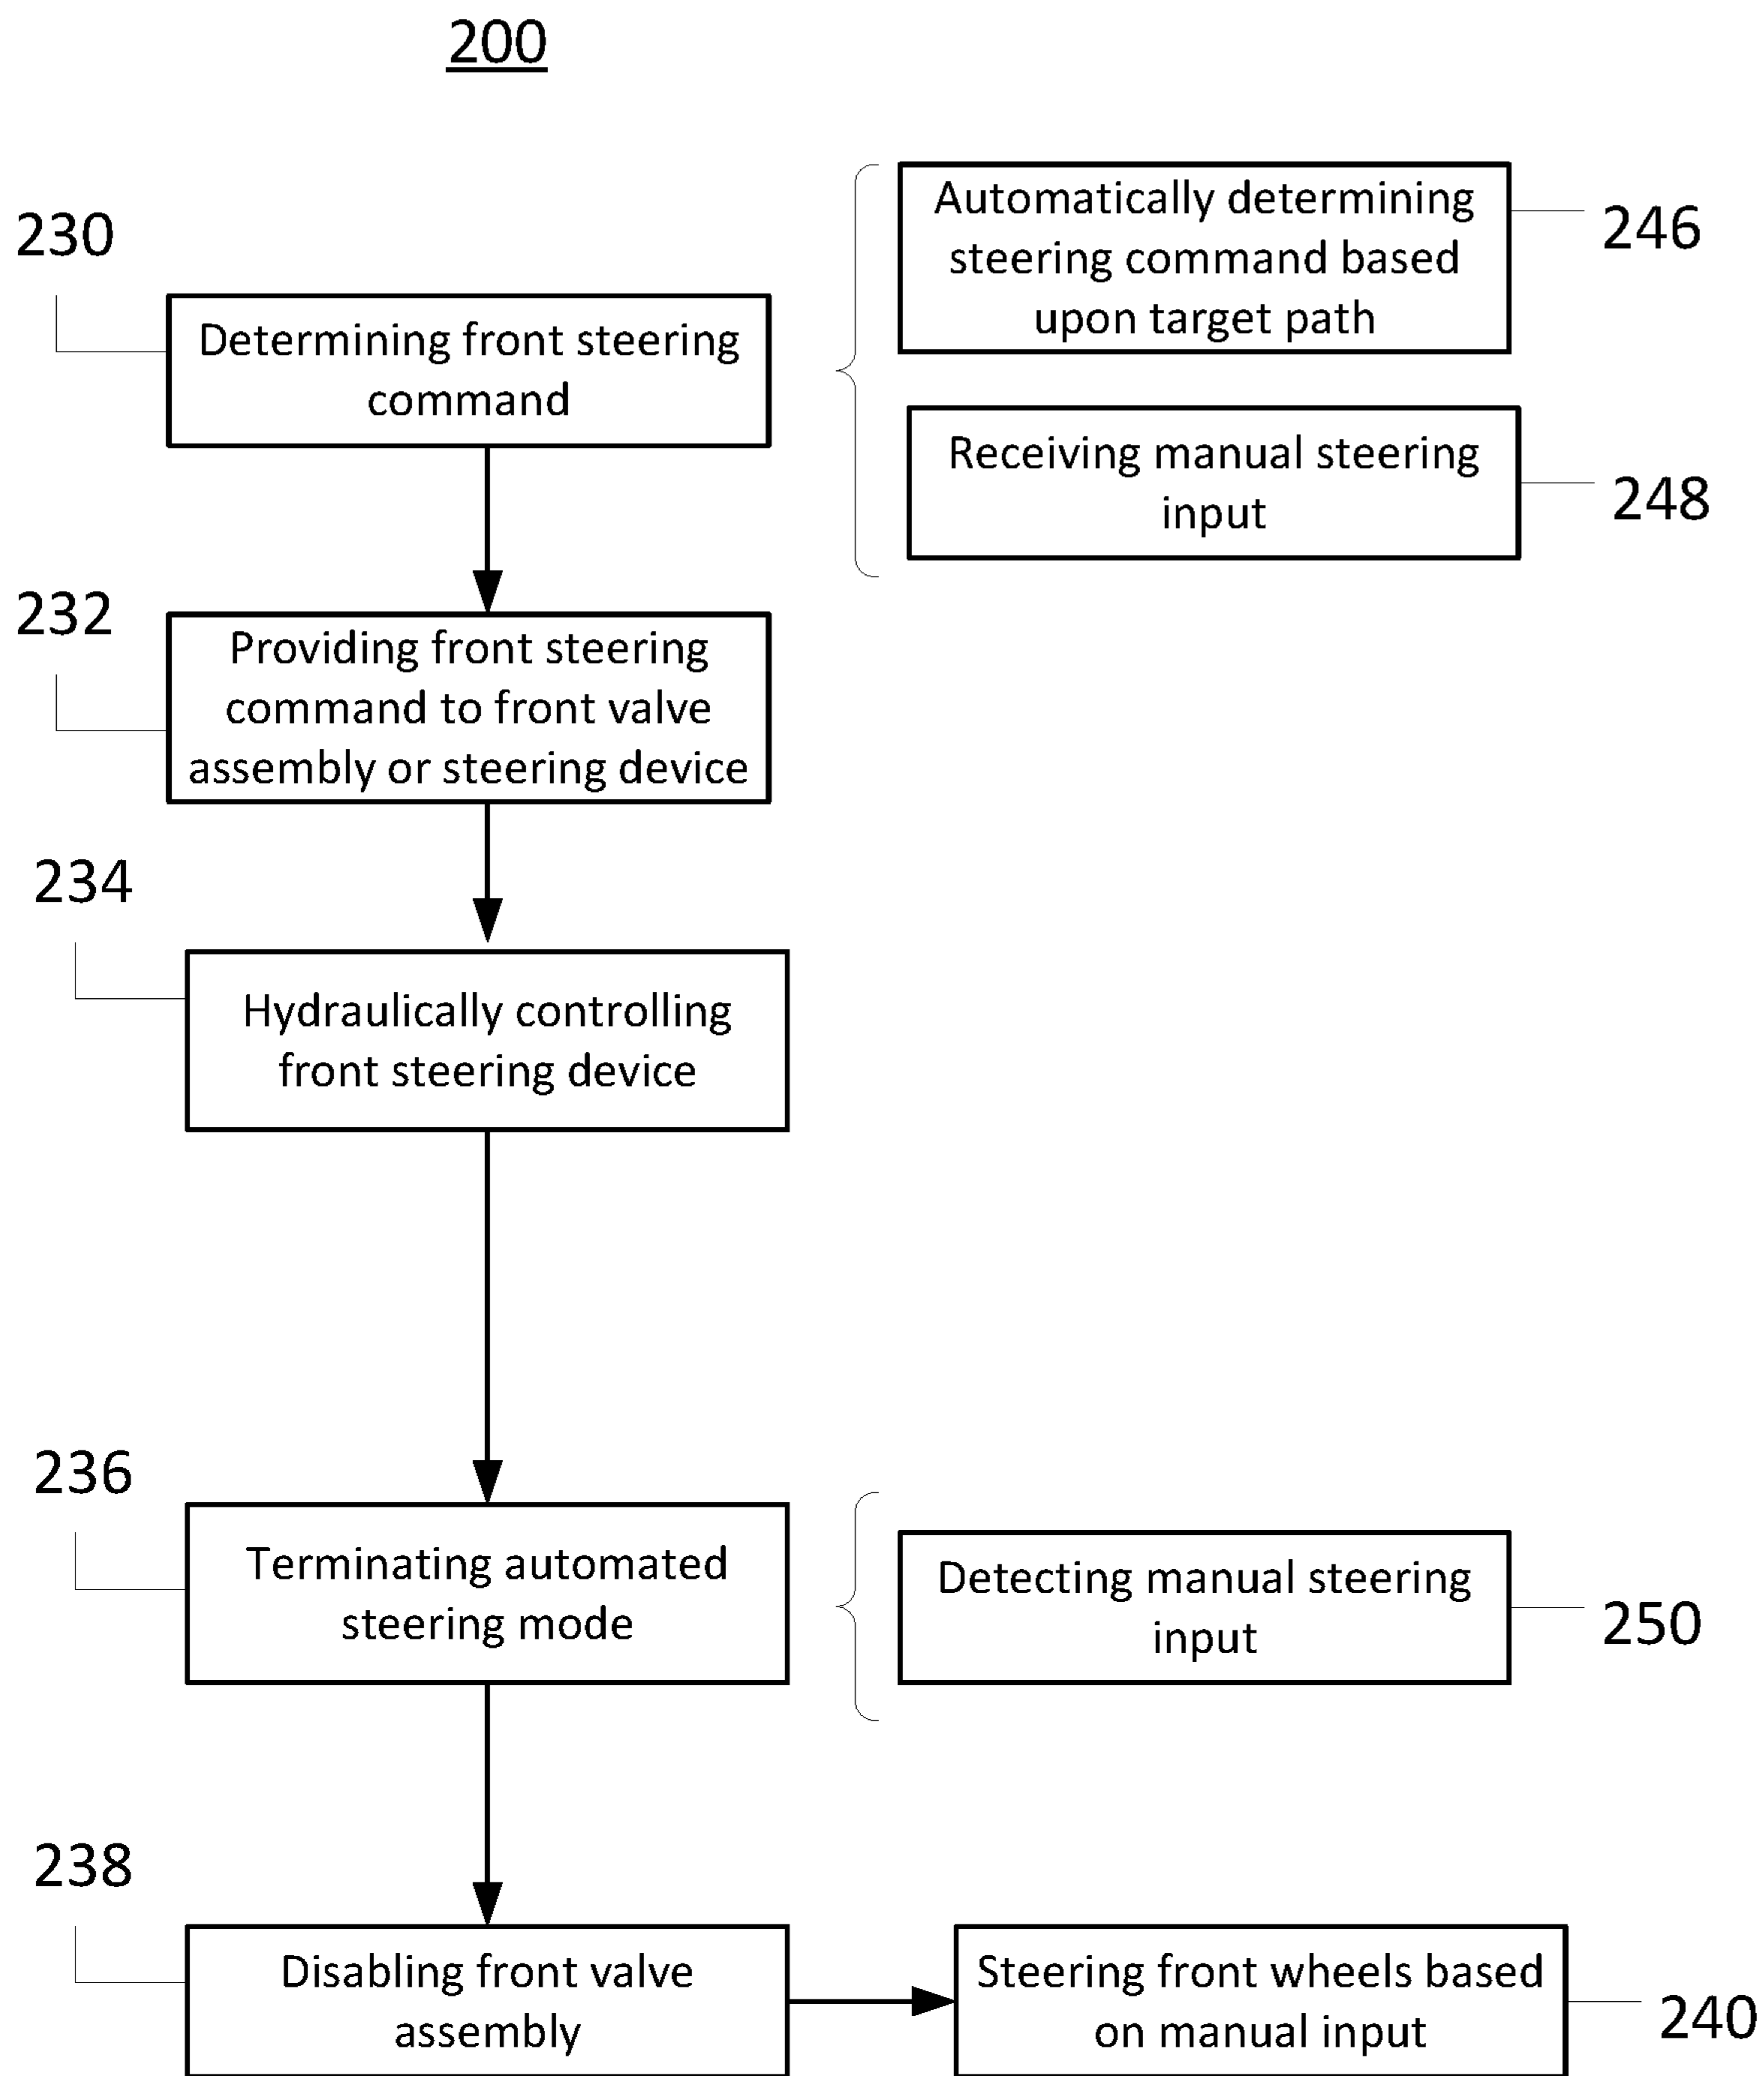 200
230
Determining front steering
command
Automatically determining
steering command based
upon target path
246
Receiving manual steering
input
248
232
Providing front steering
command to front valve
assembly or steering device
234
Hydraulically controlling
front steering device
236
Terminating automated
steering mode
Detecting manual steering
input
250
238
Disabling front valve
assembly
Steering front wheels based
on manual input
240